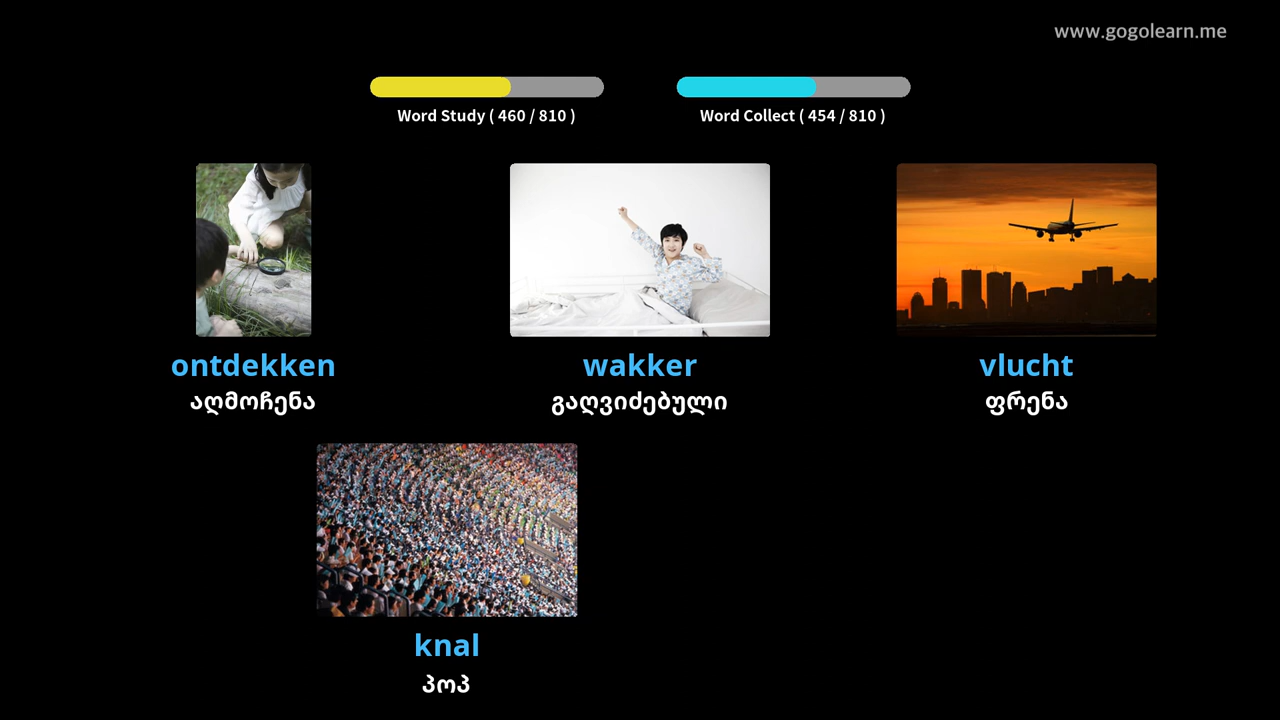 www.gogolearn.me
Word Study ( 460 / 810 )
Word Collect ( 454 / 810 )
ontdekken
აღმოჩენა
wakker
გაღვიძებული
vlucht
ფრენა
knal
პოპ